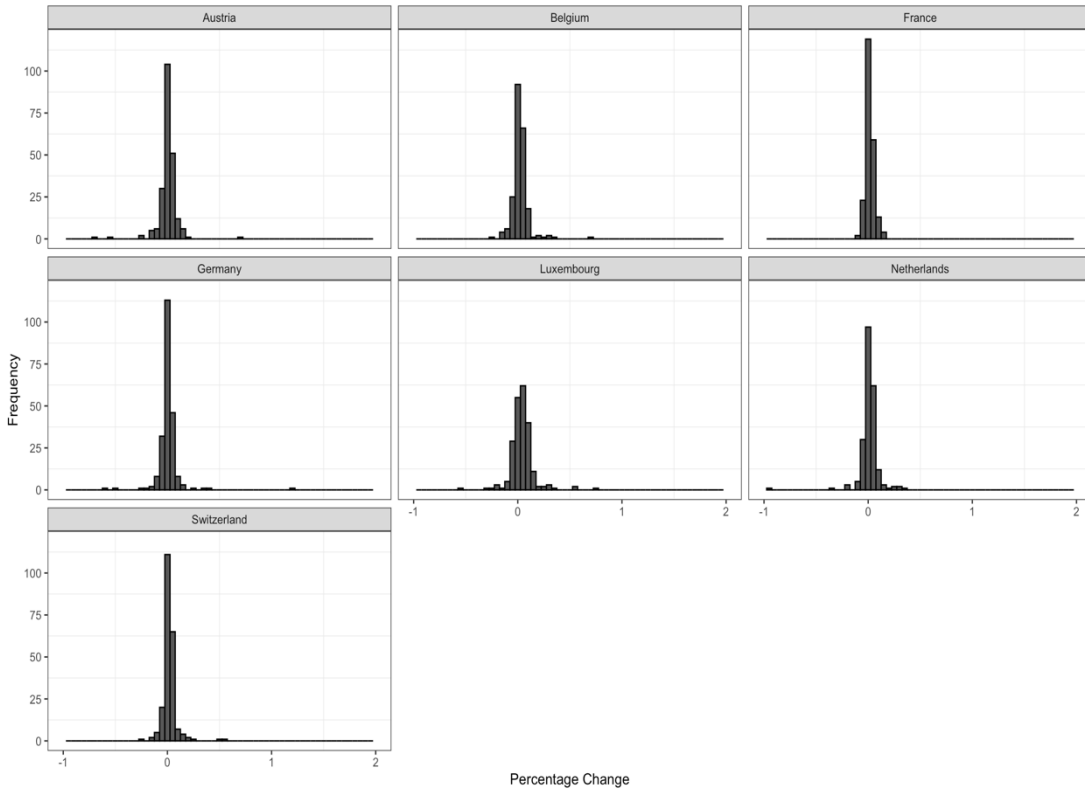 Austria
Belgium
France
100
75
50
25
0
Germany
Luxembourg
Netherlands
100
75
50
25
0
Frequency
-1 0 1 2
-1 0 1 2
Switzerland
100
75
50
25
0
-1 0 1 2
Percentage Change